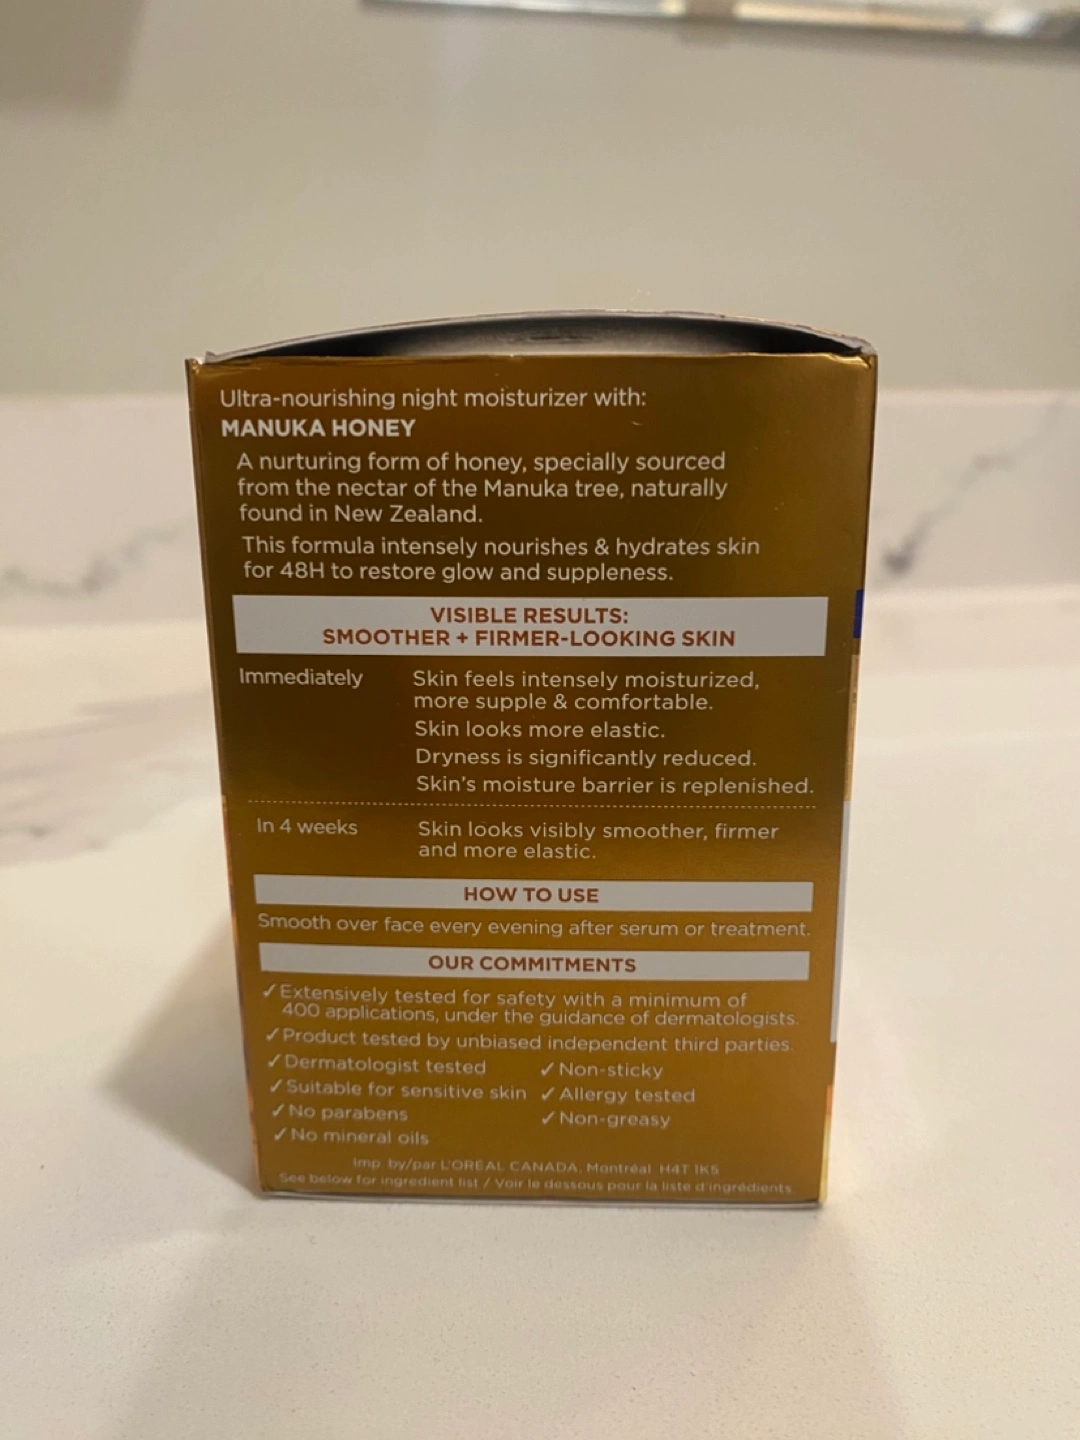 Ultra-nourishing night moisturizer with:
MANUKA HONEY
A nurturing form of honey, specially sourced
from the nectar of the Manuka tree, naturally
found in New Zealand.
This formula intensely nourishes & hydrates skin
for 48H to restore glow and suppleness.
VISIBLE RESULTS:
SMOOTHER + FIRMER-LOOKING SKIN
Immediately
Skin feels intensely moisturized,
more supple & comfortable.
Skin looks more elastic.
Dryness is significantly reduced.
Skin's moisture barrier is replenished.
In 4 weeks
Skin looks visibly smoother, firmer
and more elastic.
HOW TO USE
Smooth over face every evening after serum or treatment.
OUR COMMITMENTS
✓ Extensively tested for safety with a minimum of
400 applications, under the guidance of dermatologists.
✓ Product tested by unbiased independent third parties.
✓ Dermatologist tested
✓ Suitable for sensitive skin
✓ No parabens
✓ No mineral oils
✓ Non-sticky
✓ Allergy tested
✓ Non-greasy
Imp. by/par L'ORÉAL CANADA, Montréal H4T 1K5
See below for ingredient list / Voir le dessous pour la liste d'ingrédients